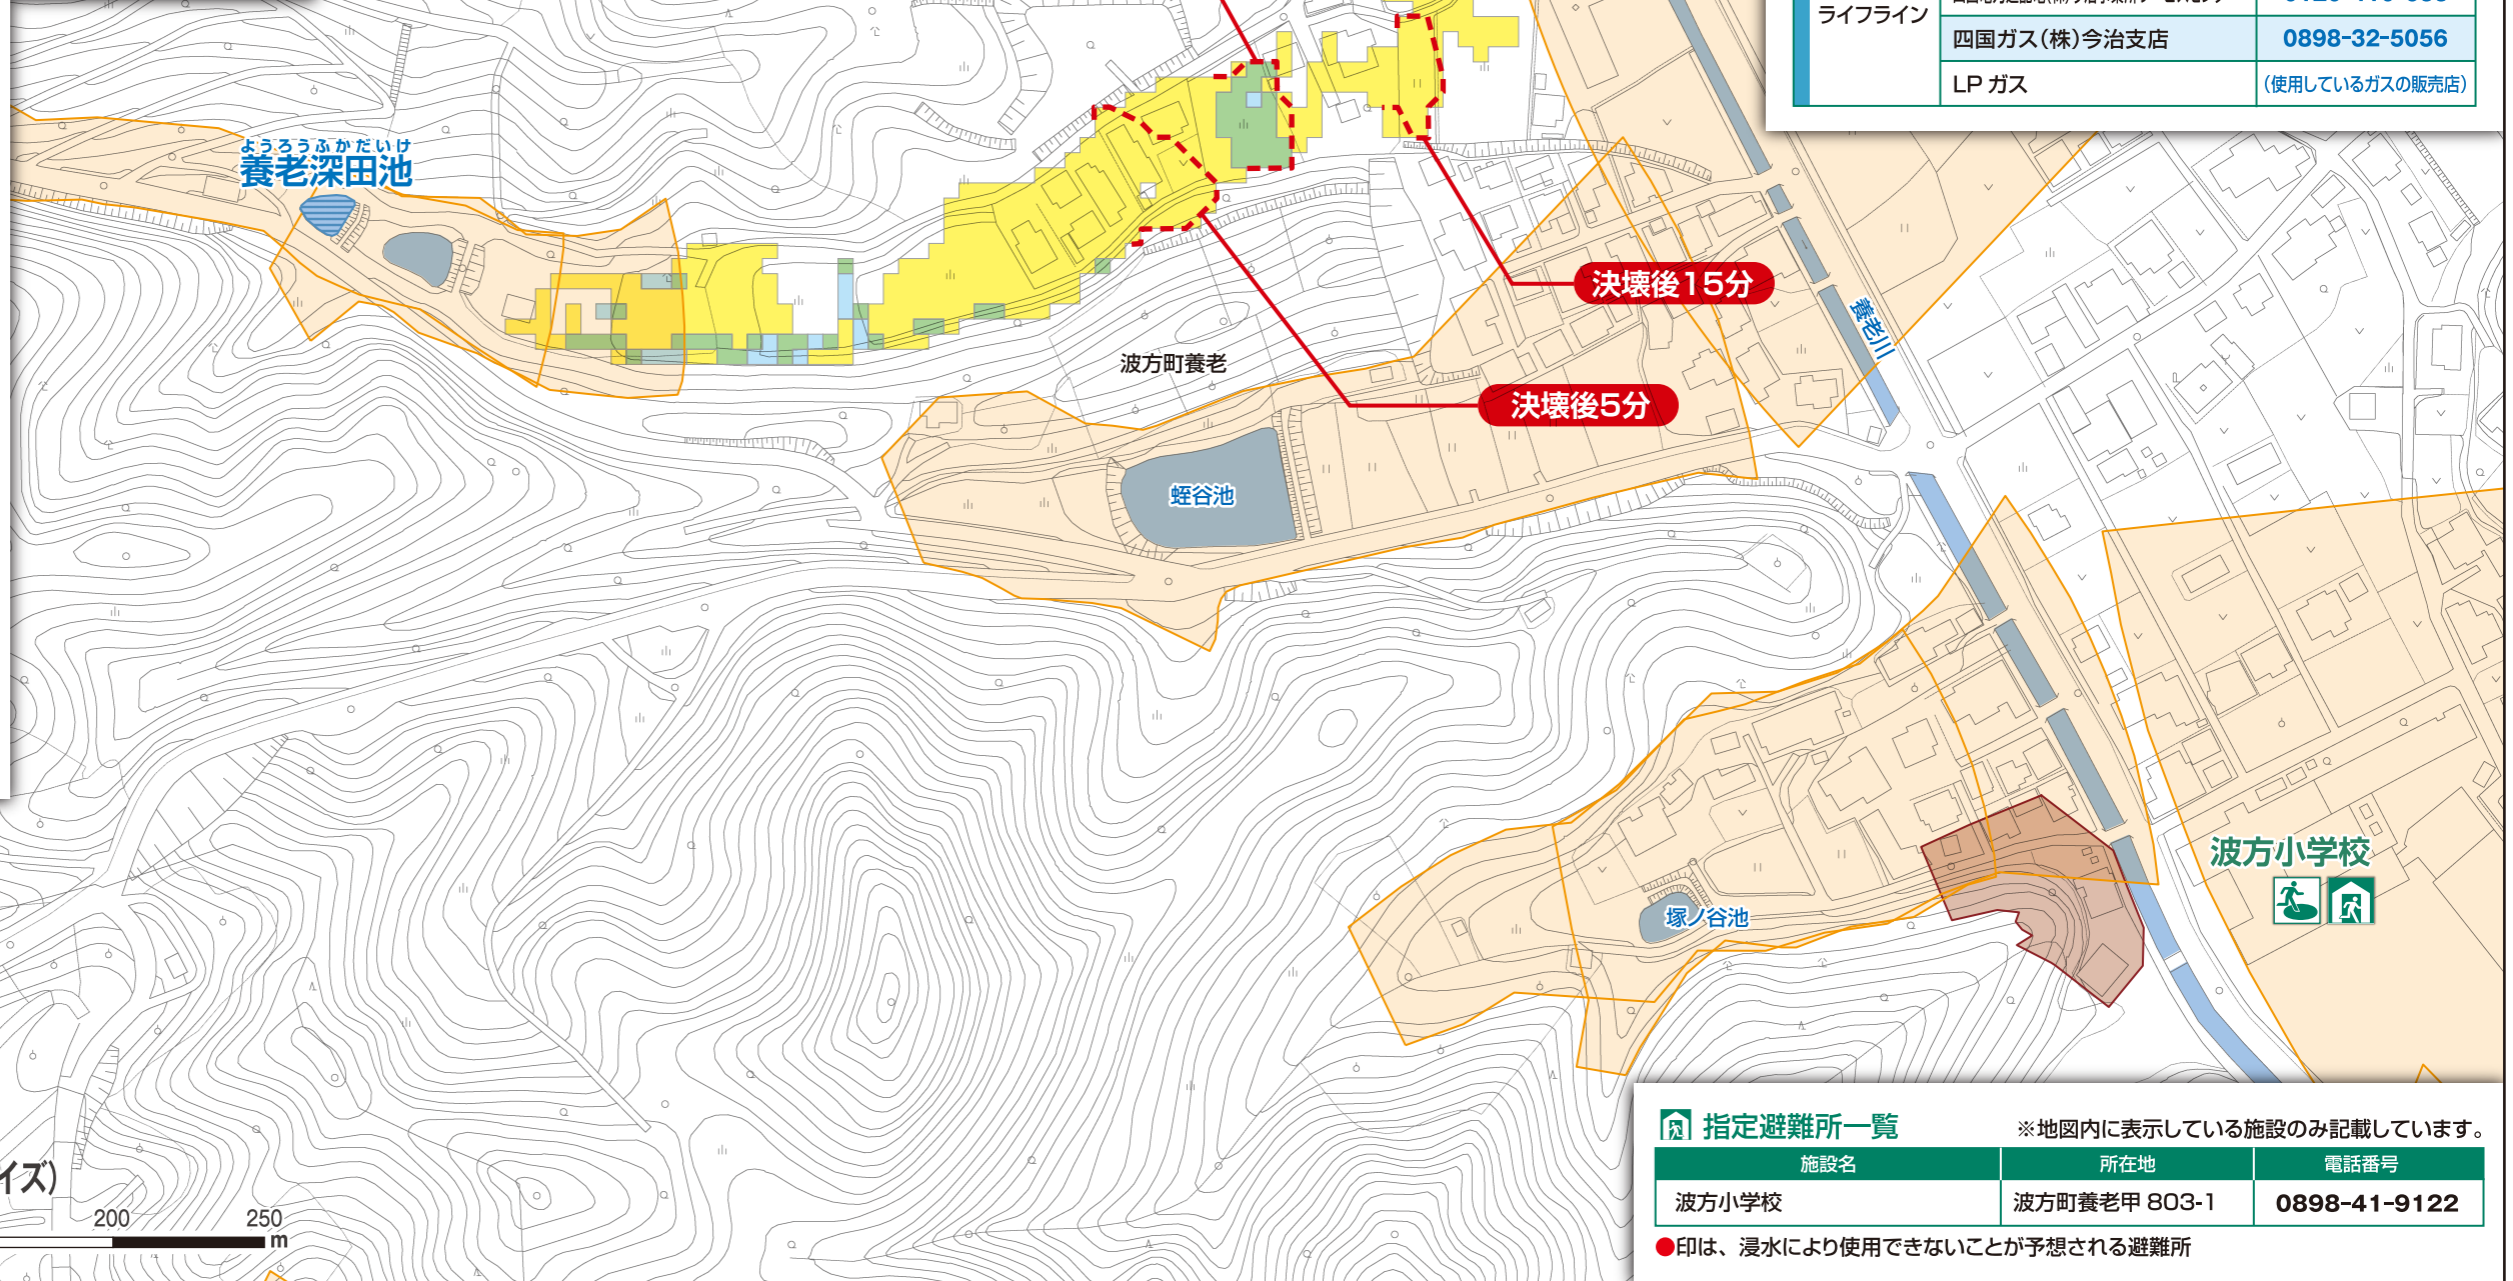 ライフライン
四国ガス(株)今治支店
0898-32-5056
LP ガス
(使用しているガスの販売店)
ようろうふかだいけ
養老深田池
決壊後15分
養老川
波方町養老
決壊後5分
蛭谷池
波方小学校
塚ノ谷池
指定避難所一覧
※地図内に表示している施設のみ記載しています。
施設名 所在地 電話番号
波方小学校 波方町養老甲 803-1 0898-41-9122
●印は、浸水により使用できないことが予想される避難所
イズ)
200 250
m